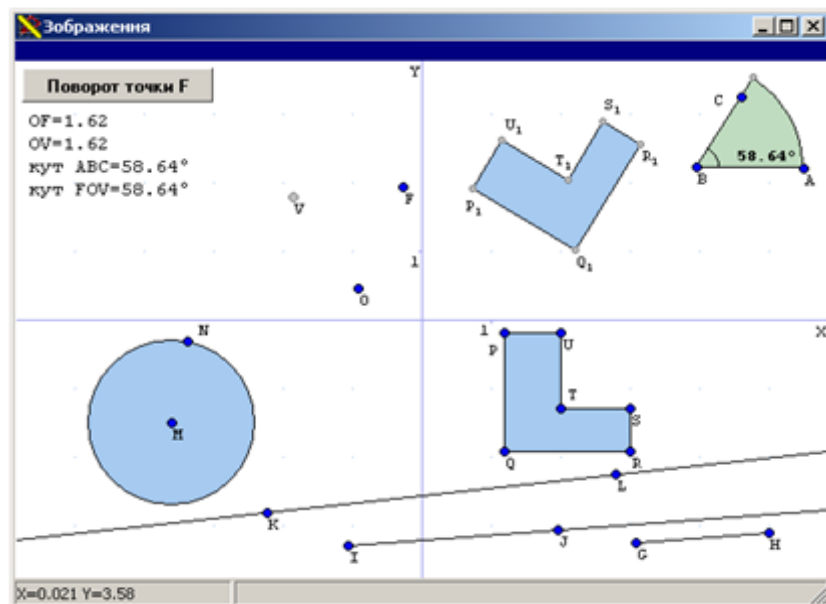 Зображення
Поворот точки F
OF=1.62
OV=1.62
кут ABC=58.64°
кут FOV=58.64°
Y
S₁
C
U₁
R₁
T₁
58.64°
B
A
P₁
F
V
Q₁
1
O
N
1
X
P
U
T
M
S
Q
R
L
K
J
I
G
H
X=0.021 Y=3.58